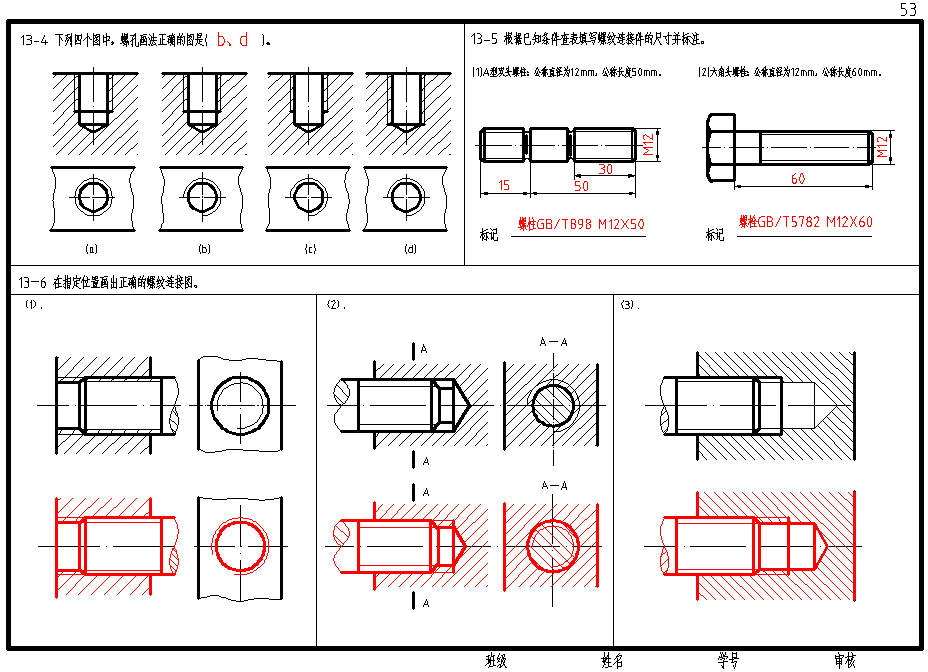 53
13-4 下列四个图中，螺孔画法正确的图是( b、d )。
(a) (b) (c) (d)
13-5 根据已知条件查表填写螺纹连接件的尺寸并标注。
(1)A型双头螺柱：公称直径为12mm，公称长度50mm。
M12
30
15 50
标记 螺柱GB/T898 M12X50
(2)六角头螺栓：公称直径为12mm，公称长度60mm。
M12
60
标记 螺栓GB/T5782 M12X60
13-6 在指定位置画出正确的螺纹连接图。
(1).
(2).
A A—A
A
A A—A
A
(3).
班级 姓名 学号 审核